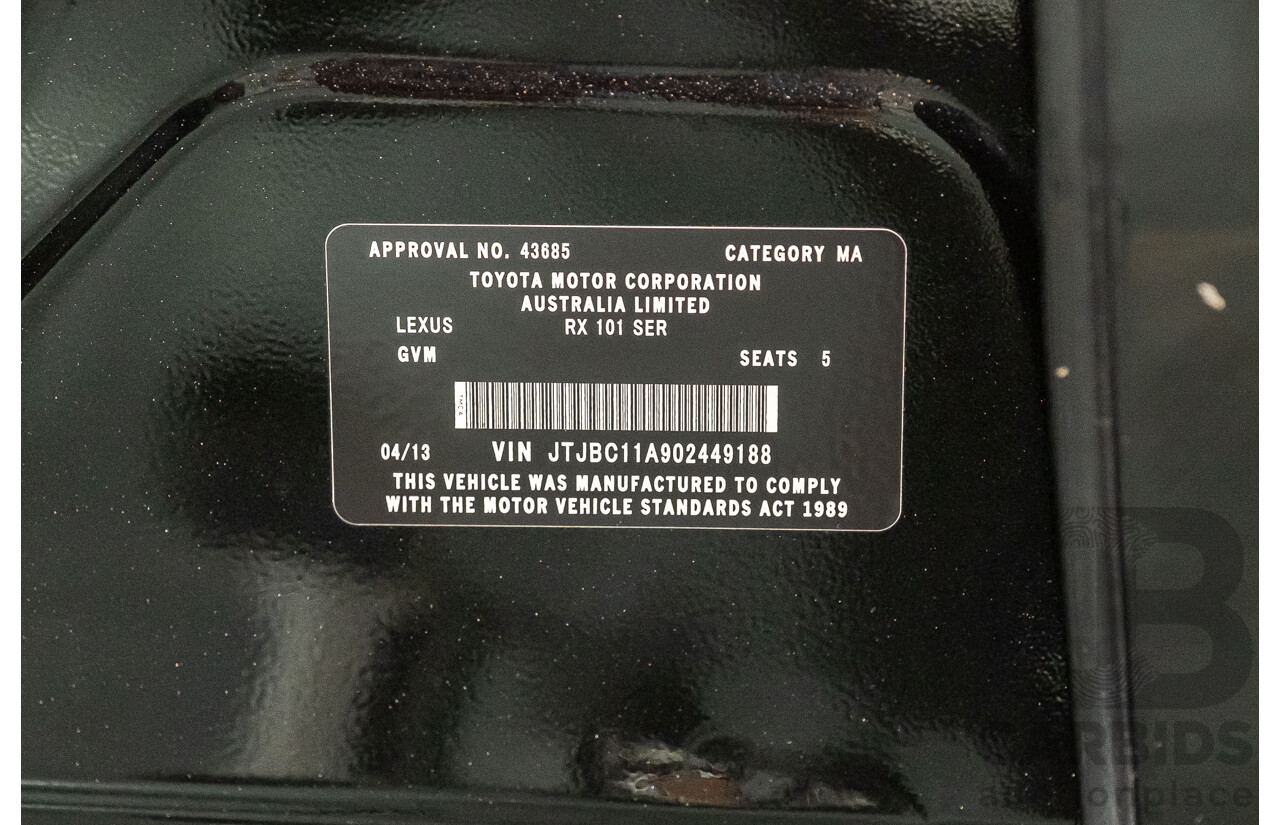 APPROVAL NO. 43685 CATEGORY MA
TOYOTA MOTOR CORPORATION
AUSTRALIA LIMITED
LEXUS RX 101 SER
GVM SEATS 5
TMCA
04/13 VIN JTJBC11A902449188
THIS VEHICLE WAS MANUFACTURED TO COMPLY
WITH THE MOTOR VEHICLE STANDARDS ACT 1989